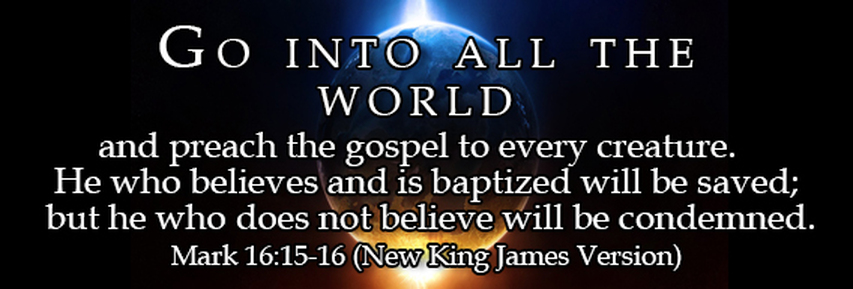 Go into all the
world
and preach the gospel to every creature.
He who believes and is baptized will be saved;
but he who does not believe will be condemned.
Mark 16:15-16 (New King James Version)